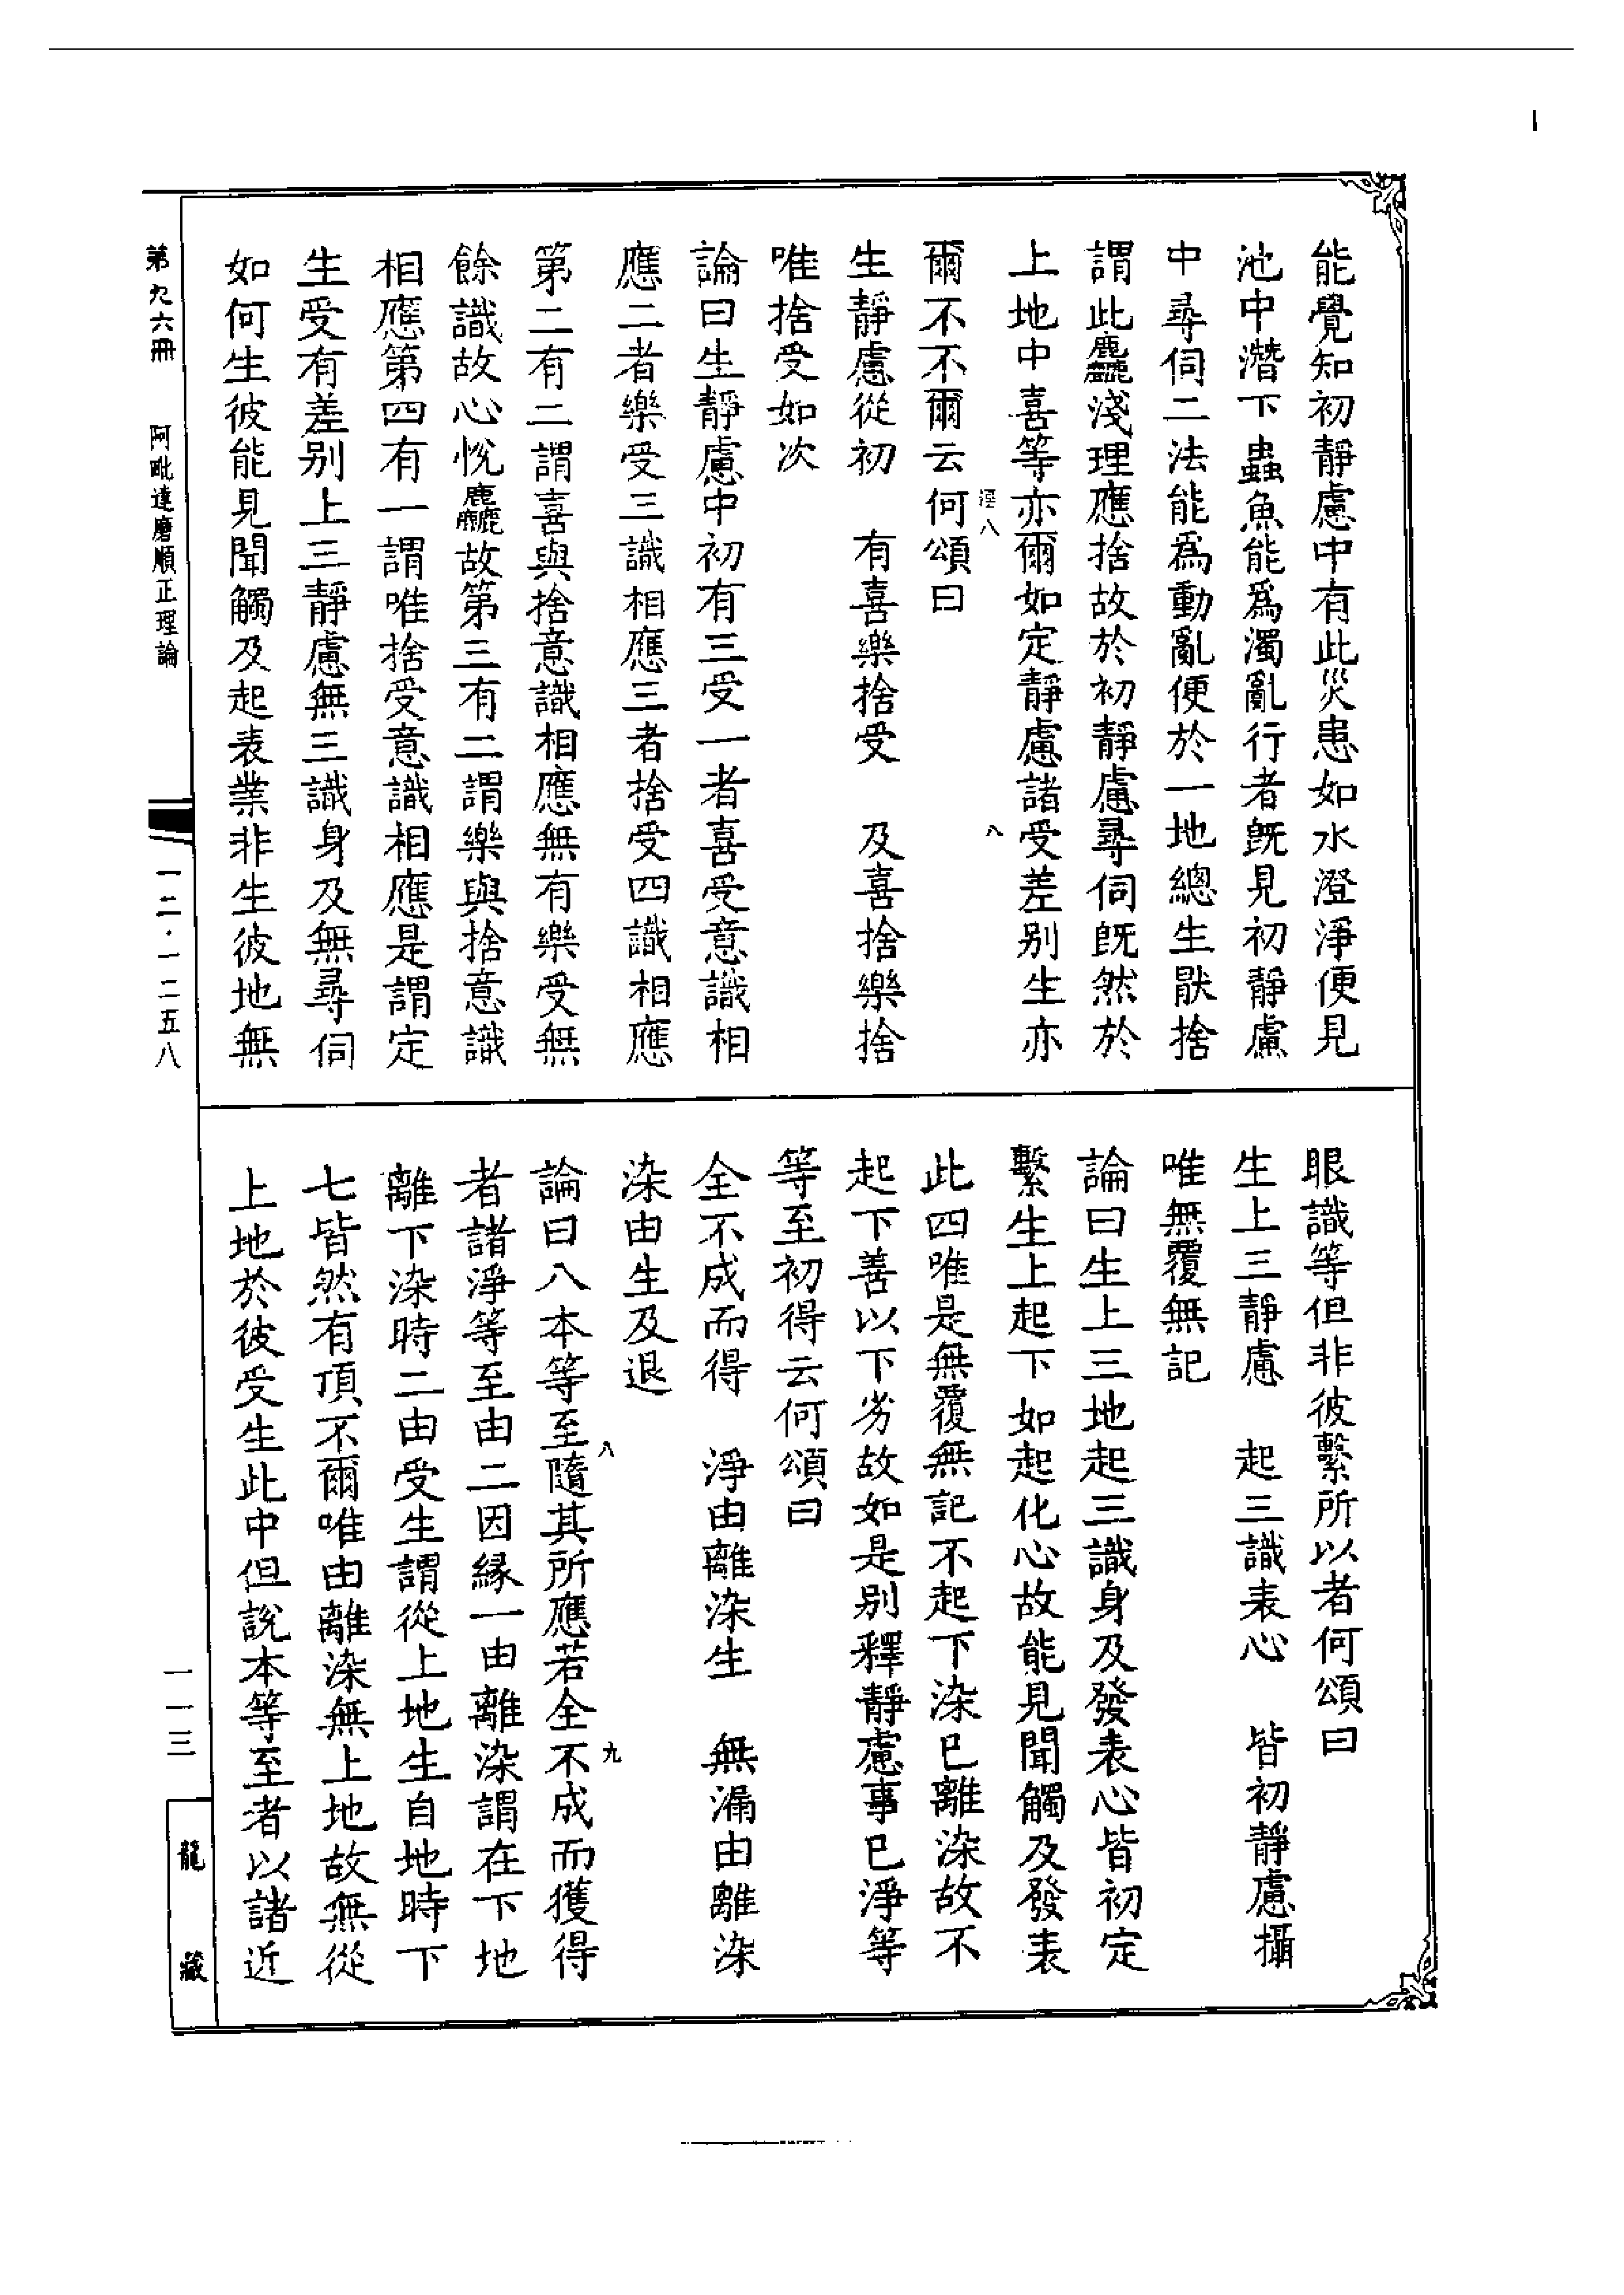 能覺知初靜慮中有此災患如水澄淨便見
池中潛下蟲魚能爲濁亂行者既見初靜慮
中尋伺二法能爲動亂便於一地總生厭捨
謂此麤淺理應捨故於初靜慮尋伺既然於
上地中喜等亦爾如定靜慮諸受差别生亦
爾不不爾云何頌曰
生靜慮從初　有喜樂捨受　及喜捨樂捨
唯捨受如次
論曰生靜慮中初有三受一者喜受意識相
應二者樂受三識相應三者捨受四識相應
第二有二謂喜與捨意識相應無有樂受無
餘識故心悅麤故第三有二謂樂與捨意識
相應第四有一謂唯捨受意識相應是謂定
生受有差别上三靜慮無三識身及無尋伺
如何生彼能見聞觸及起表業非生彼地無
眼識等但非彼繫所以者何頌曰
生上三靜慮　起三識表心　皆初靜慮攝
唯無覆無記
論曰生上三地起三識身及發表心皆初定
繫生上起下如起化心故能見聞觸及發表
此四唯是無覆無記不起下染已離染故不
起下善以下劣故如是别釋靜慮事已淨等
等至初得云何頌曰
全不成而得　淨由離染生　無漏由離染
染由生及退
論曰八本等至隨其所應若全不成而獲得
者諸淨等至由二因緣一由離染謂在下地
離下染時二由受生謂從上地生自地時下
七皆然有頂不爾唯由離染無上地故無從
上地於彼受生此中但說本等至者以諸近
八
八
九
第九六冊
阿毗達磨順正理論
一二·一二五八
一一三
龍藏